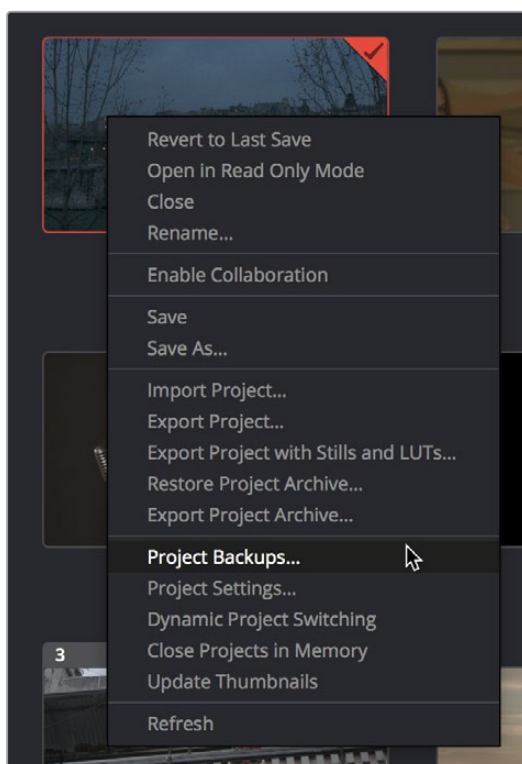 Revert to Last Save
Open in Read Only Mode
Close
Rename...
Enable Collaboration
Save
Save As...
Import Project...
Export Project...
Export Project with Stills and LUTs...
Restore Project Archive...
Export Project Archive...
Project Backups...
Project Settings...
Dynamic Project Switching
3
Close Projects in Memory
Update Thumbnails
Refresh